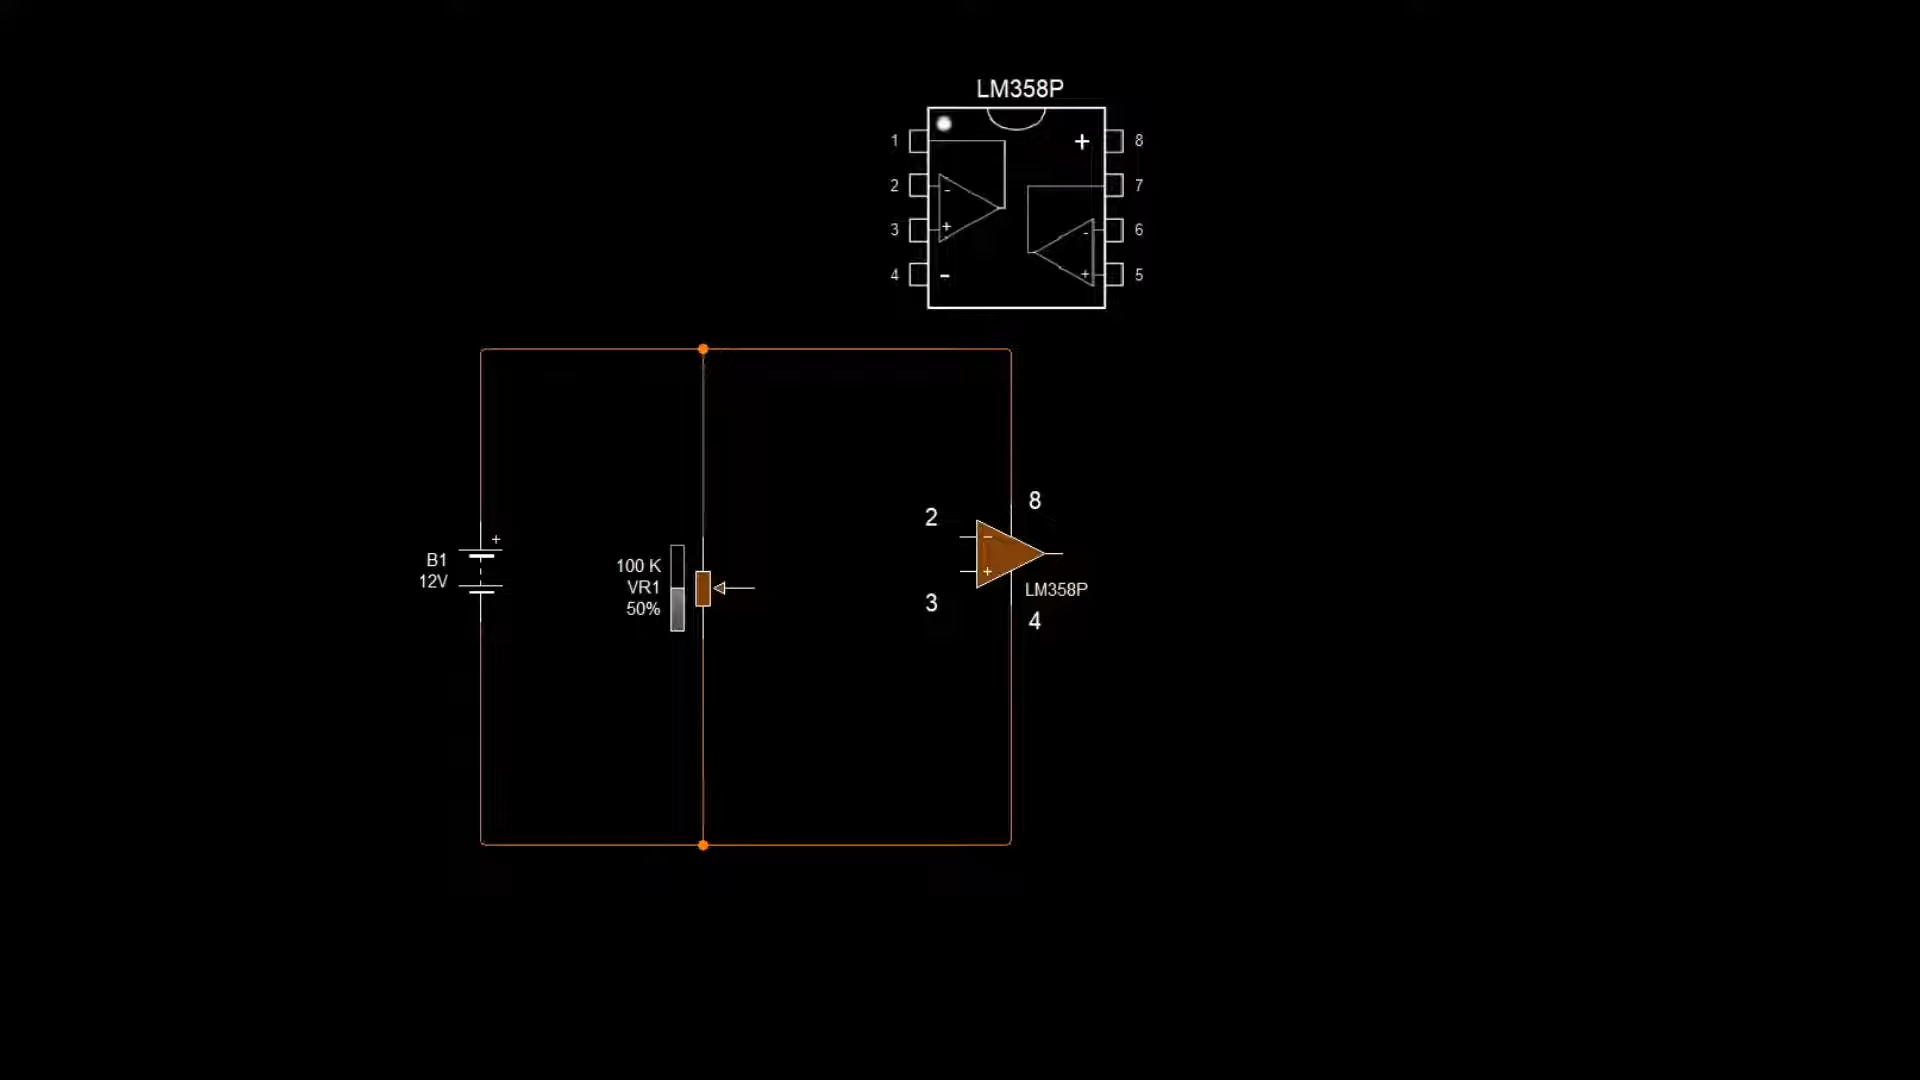 LM358P
1 + 8
2 - 7
3 + - 6
4 - + 5
2 8
+
B1
12V
100 K
VR1
50%
-
+
LM358P
3 4